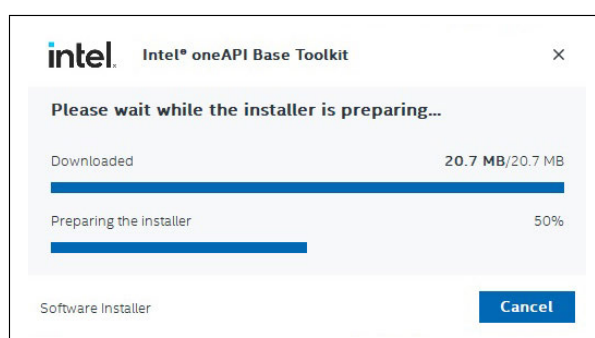 intel. Intel® oneAPI Base Toolkit
Please wait while the installer is preparing...
Downloaded 20.7 MB/20.7 MB
Preparing the installer 50%
Software Installer Cancel